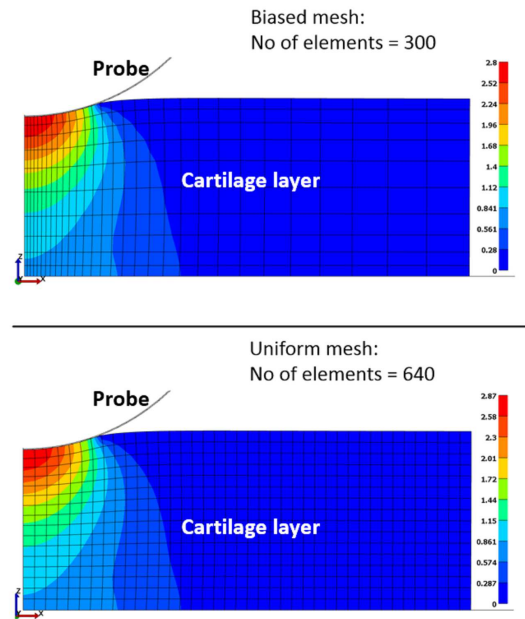 Biased mesh:
No of elements = 300
Probe
2.8
2.52
2.24
1.96
1.68
1.4
1.12
0.841
0.561
0.28
0
Cartilage layer
Z
X
Uniform mesh:
No of elements = 640
Probe
2.87
2.58
2.3
2.01
1.72
1.44
1.15
0.861
0.574
0.287
0
Cartilage layer
Z
X